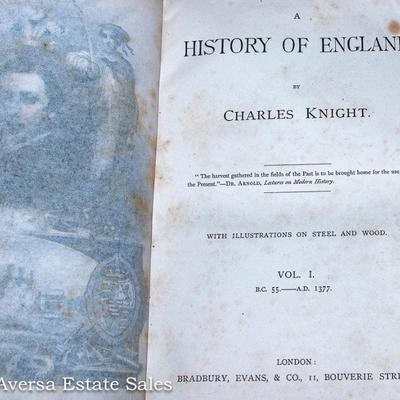 A
HISTORY OF ENGLAND
BY
CHARLES KNIGHT.
" The harvest gathered in the fields of the Past is to be brought home for the use
the Present."—DR. ARNOLD, Lectures on Modern History.
WITH ILLUSTRATIONS ON STEEL AND WOOD.
VOL. I.
B.C. 55.——A.D. 1377.
LONDON:
BRADBURY, EVANS, & CO., 11, BOUVERIE STRE
Aversa Estate Sales